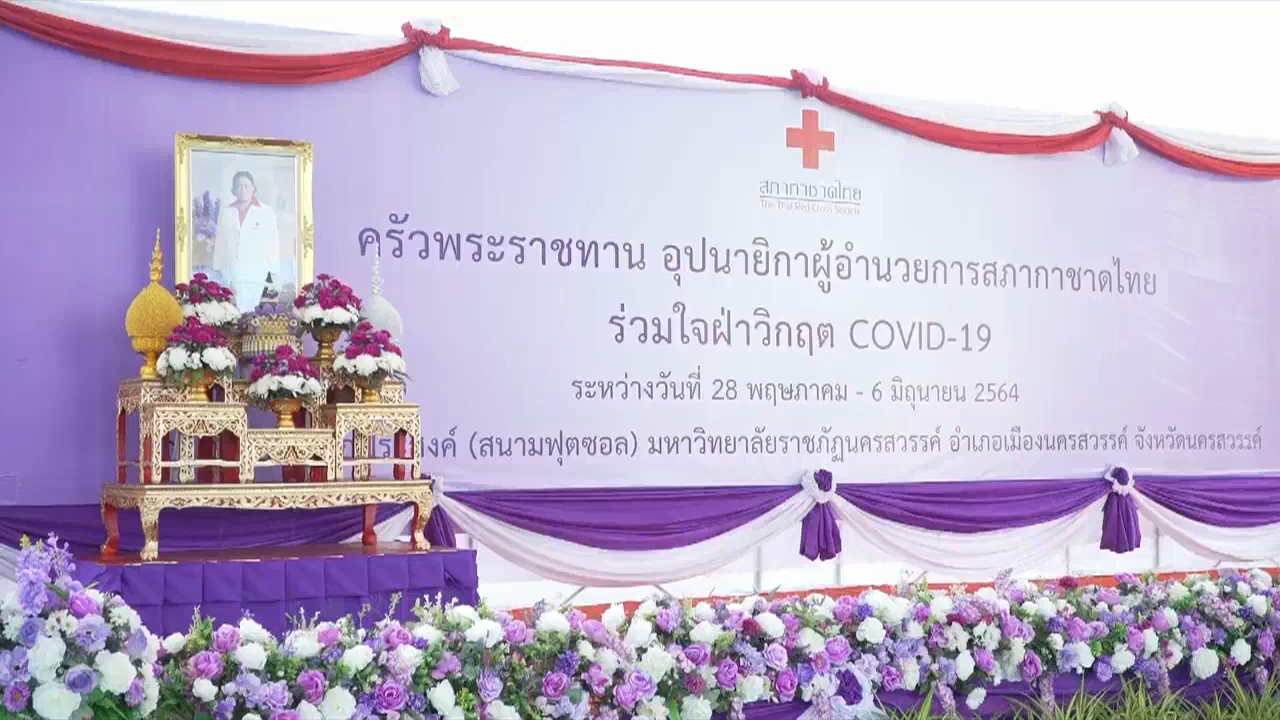 สภากาชาดไทย
The Thai Red Cross Society
ครัวพระราชทาน อุปนายิกาผู้อำนวยการสภากาชาดไทย
ร่วมใจฝ่าวิกฤต COVID-19
ระหว่างวันที่ 28 พฤษภาคม - 6 มิถุนายน 2564
(สนามฟุตซอล) มหาวิทยาลัยราชภัฏนครสวรรค์ อำเภอเมืองนครสวรรค์ จังหวัดนครสวรรค์